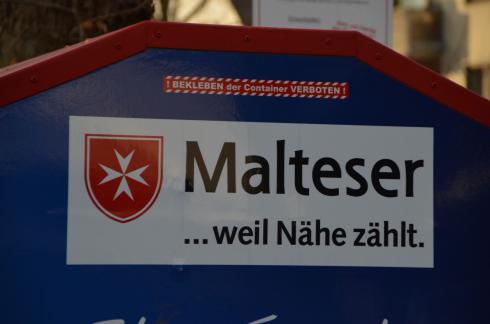 ! BEKLEBEN der Container VERBOTEN !
Malteser
...weil Nähe zählt.